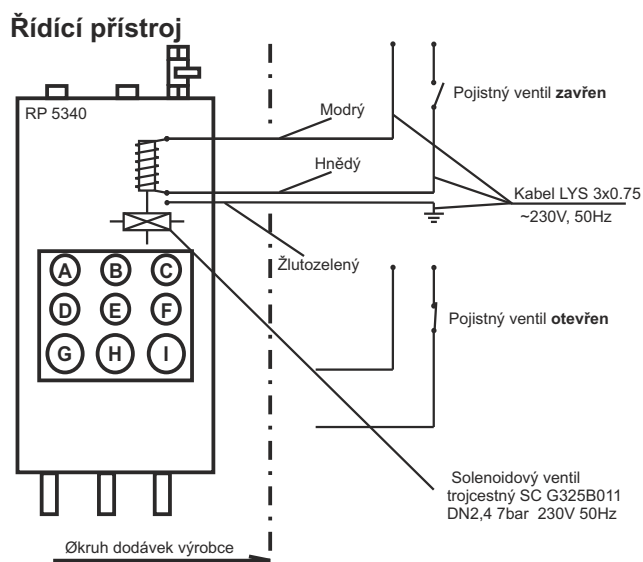 Řídící přístroj
RP 5340
Modrý
Pojistný ventil zavřen
Hnědý
Kabel LYS 3x0.75
~230V, 50Hz
Žlutozelený
A B C
D E F
G H I
Pojistný ventil otevřen
Solenoidový ventil
trojcestný SC G325B011
DN2,4 7bar 230V 50Hz
Økruh dodávek výrobce